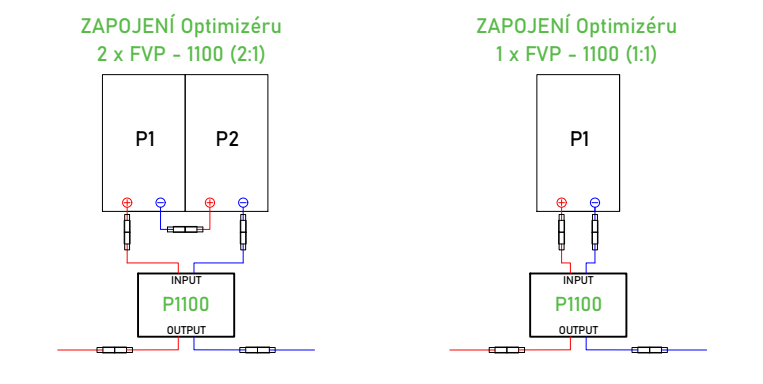 ZAPOJENÍ Optimizéru
2 x FVP - 1100 (2:1)
P1
P2
+
−
+
−
INPUT
P1100
OUTPUT
ZAPOJENÍ Optimizéru
1 x FVP - 1100 (1:1)
P1
+
−
INPUT
P1100
OUTPUT